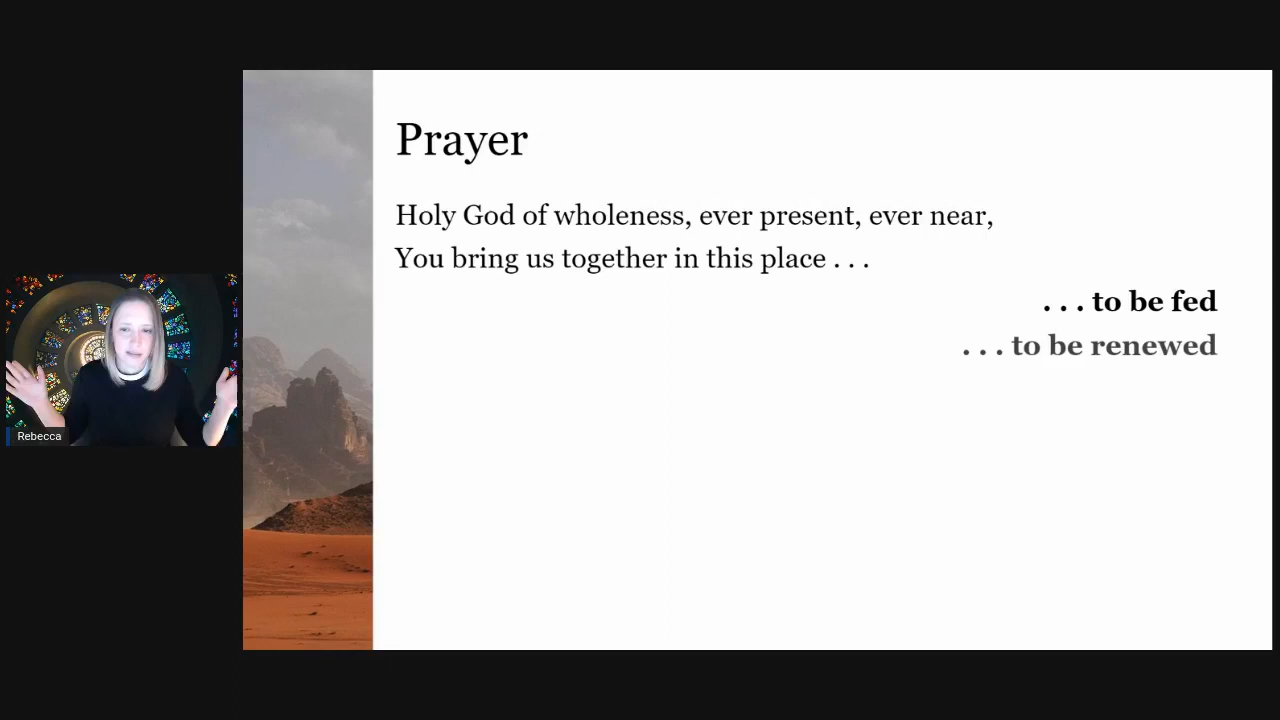 Prayer
Holy God of wholeness, ever present, ever near,
You bring us together in this place . . .
. . . to be fed
. . . to be renewed
Rebecca